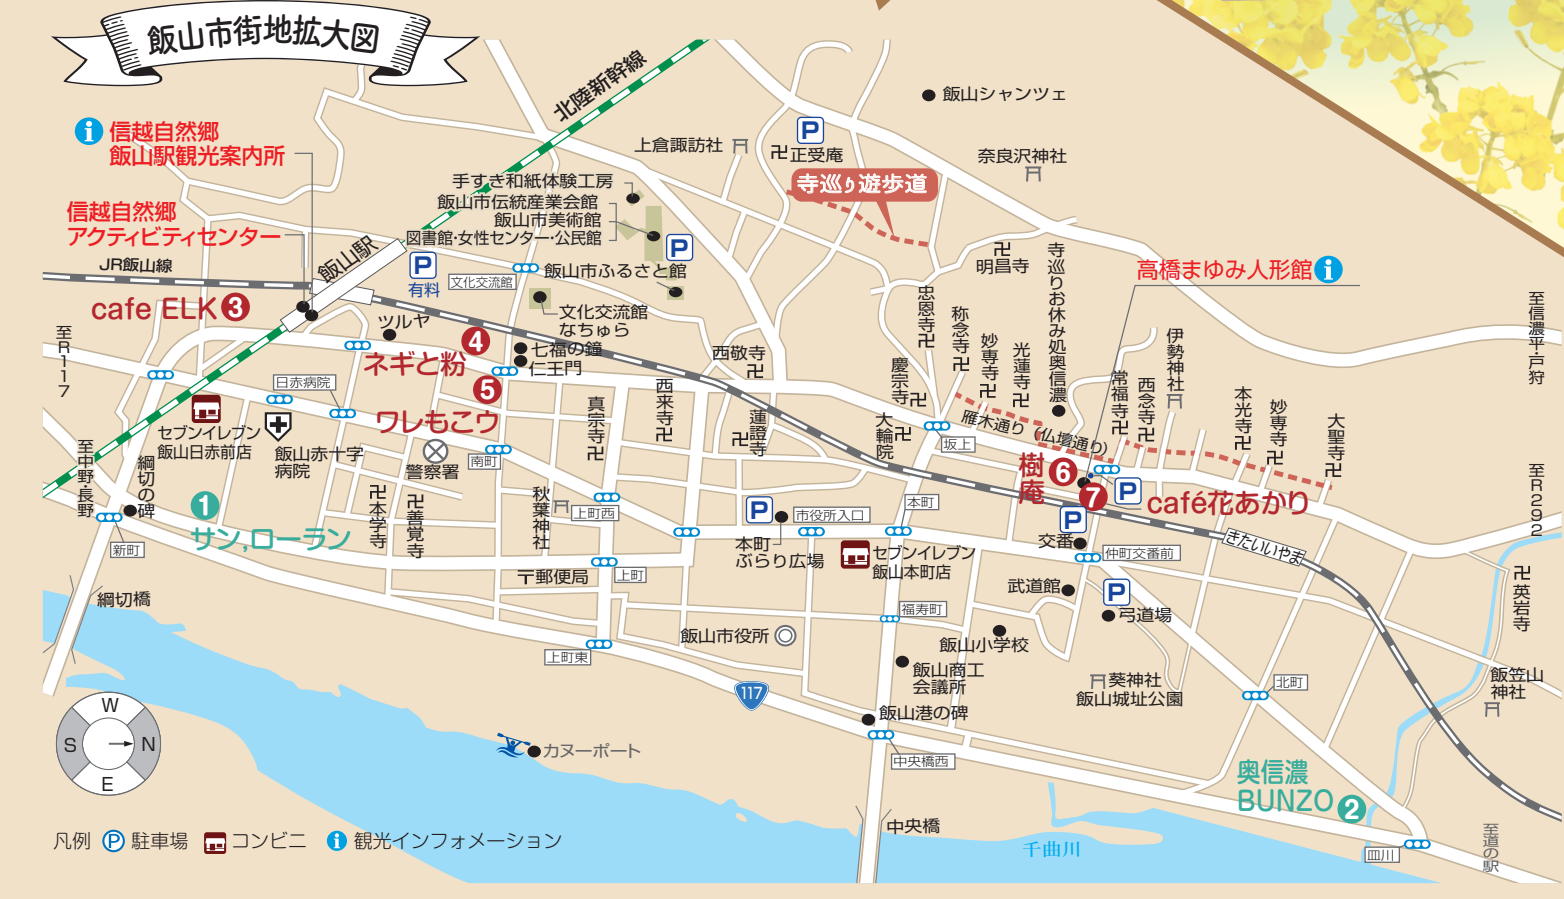 飯山市街地拡大図
信越自然郷
飯山駅観光案内所
信越自然郷
アクティビティセンター
JR飯山線
cafe ELK 3
飯山駅
北陸新幹線
手すき和紙体験工房
飯山市伝統産業会館
飯山市美術館
図書館・女性センター・公民館
上倉諏訪社
P
正受庵
寺巡り遊歩道
飯山シャンツェ
奈良沢神社
P
有料
文化交流館
飯山市ふるさと館
P
文化交流館
なちゅら
ツルヤ
4
ネギと粉
七福の鐘
仁王門
5
ワレもこウ
至R117
日赤病院
セブンイレブン
飯山日赤前店
飯山赤十字
病院
警察署
南町
至中野・長野
綱切の碑
1
サン,ローラン
新町
綱切橋
本学寺
善覚寺
秋葉神社
真宗寺
西来寺
西敬寺
蓮證寺
上町西
〒郵便局
上町
上町東
P
本町
ぶらり広場
市役所入口
本町
セブンイレブン
飯山本町店
飯山市役所
福寿町
大輪院
慶宗寺
忠恩寺
称念寺
妙専寺
光蓮寺
明昌寺
寺巡りお休み処奥信濃
高橋まゆみ人形館
雁木通り(仏壇通り)
坂上
常福寺
西念寺
伊勢神社
本光寺
妙専寺
大聖寺
至信濃平・戸狩
樹庵 6
7 café花あかり
P
P
交番
仲町交番前
きたいいやま
至R292
武道館
P
弓道場
飯山小学校
飯山商工
会議所
葵神社
飯山城址公園
飯山港の碑
中央橋西
中央橋
117
カヌーポート
千曲川
英岩寺
飯笠山
神社
北町
奥信濃
BUNZO 2
皿川
至道の駅
W
S
N
E
凡例
P 駐車場
コンビニ
i 観光インフォメーション